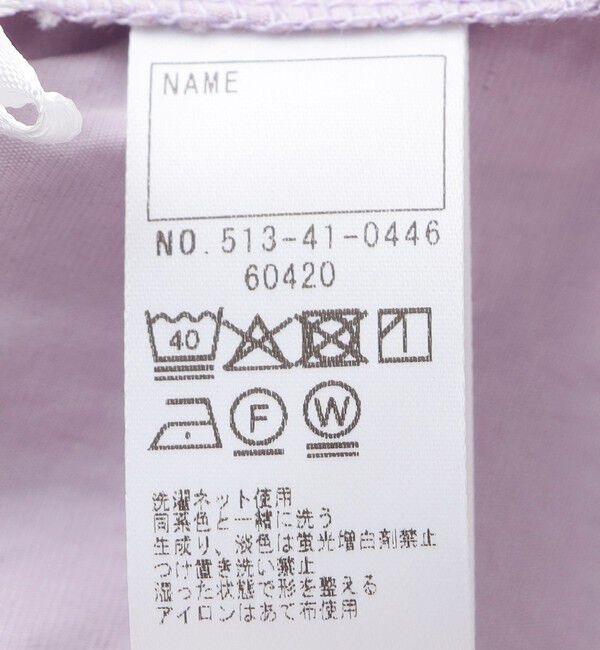 NAME
NO.513-41-0446
60420
40
F W
洗濯ネット使用
同系色と一緒に洗う
生成り、淡色は蛍光増白剤禁止
つけ置き洗い禁止
湿った状態で形を整える
アイロンはあて布使用